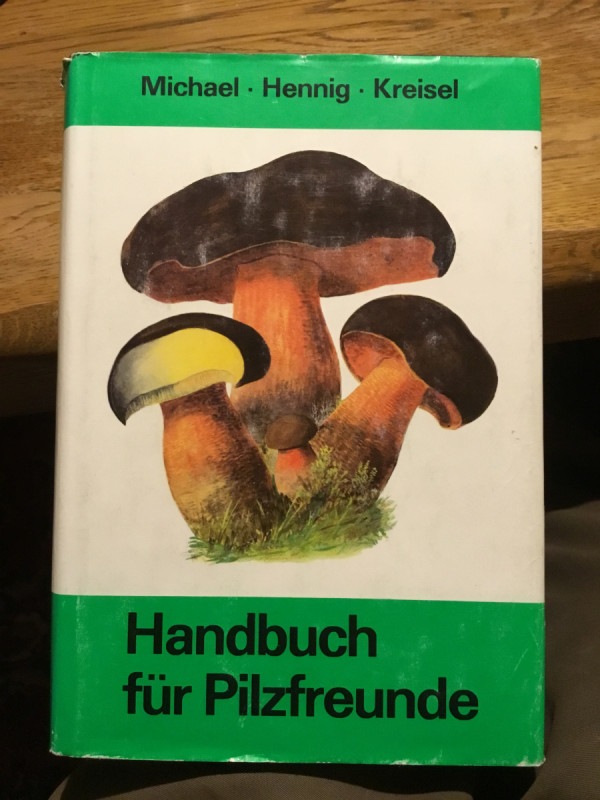 Michael · Hennig · Kreisel
Handbuch
für Pilzfreunde